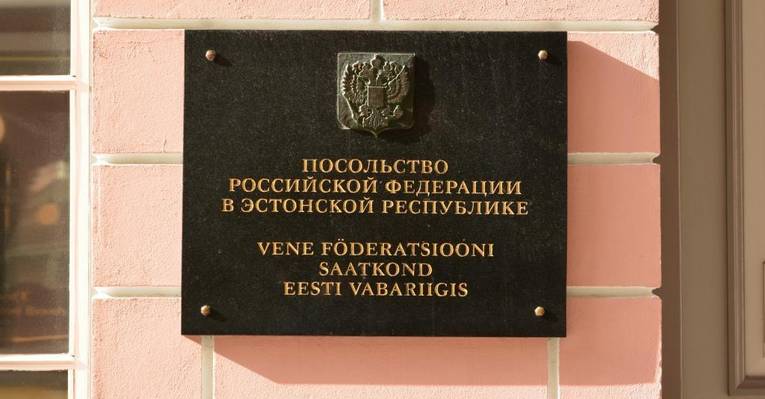 ПОСОЛЬСТВО
РОССИЙСКОЙ ФЕДЕРАЦИИ
В ЭСТОНСКОЙ РЕСПУБЛИКЕ
VENE FÖDERATSIOONI
SAATKOND
EESTI VABARIIGIS